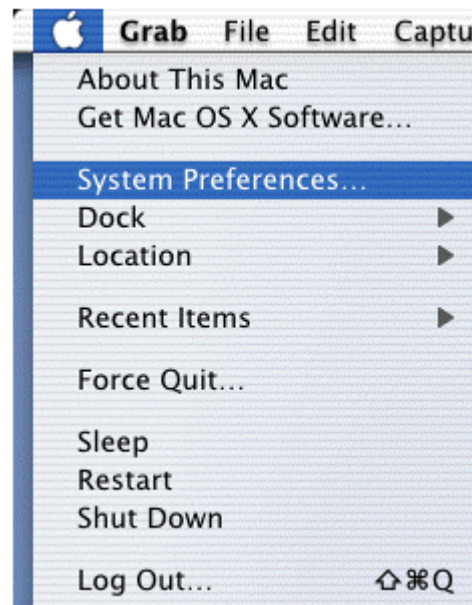 Grab File Edit Captu
About This Mac
Get Mac OS X Software...
System Preferences...
Dock
Location
Recent Items
Force Quit...
Sleep
Restart
Shut Down
Log Out... ⇧⌘Q